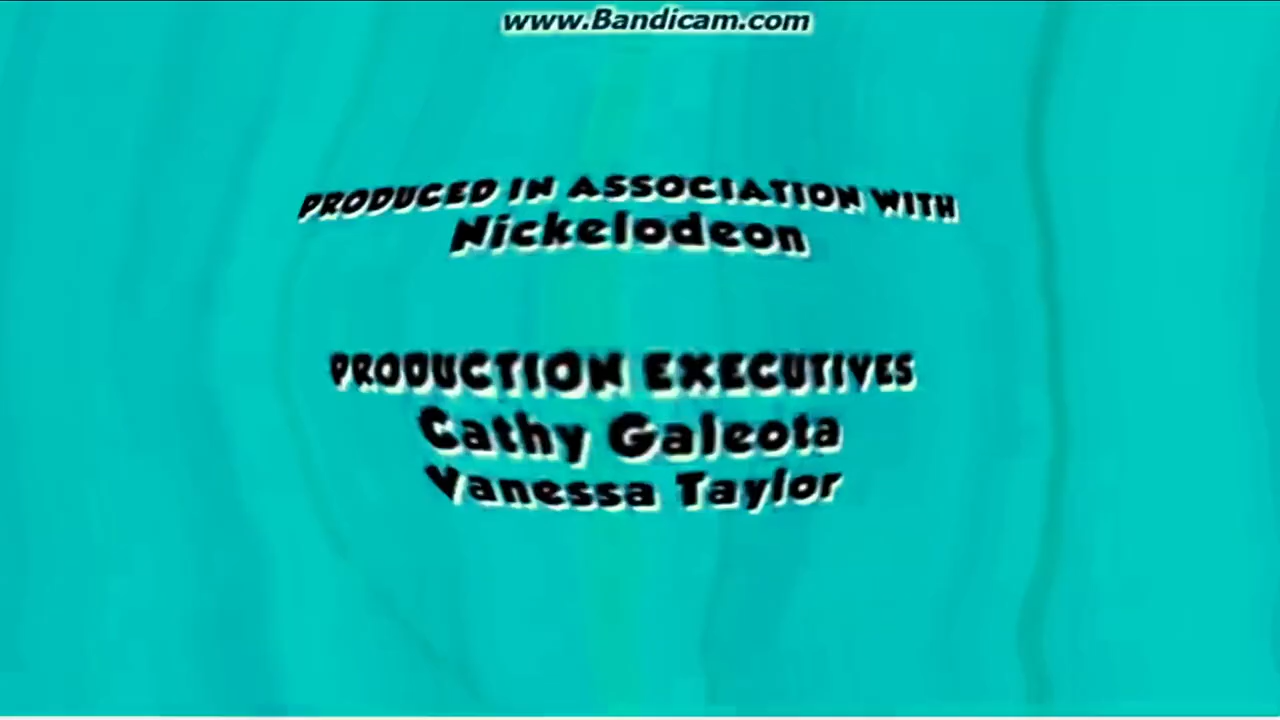 www.Bandicam.com
PRODUCED IN ASSOCIATION WITH
Nickelodeon
PRODUCTION EXECUTIVES
Cathy Galeota
Vanessa Taylor